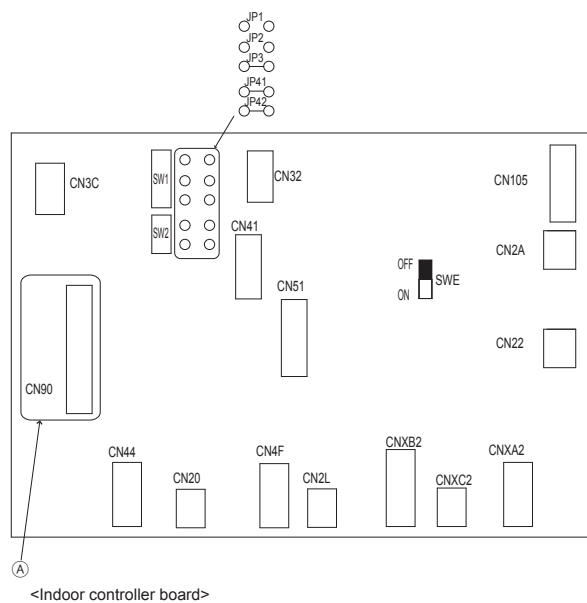 JP1
JP2
JP3
JP41
JP42
CN3C
SW1
CN32
CN105
SW2
CN41
CN2A
OFF
SWE
ON
CN51
CN22
CN90
CN44
CN20
CN4F
CN2L
CNXB2
CNXC2
CNXA2
A
<Indoor controller board>